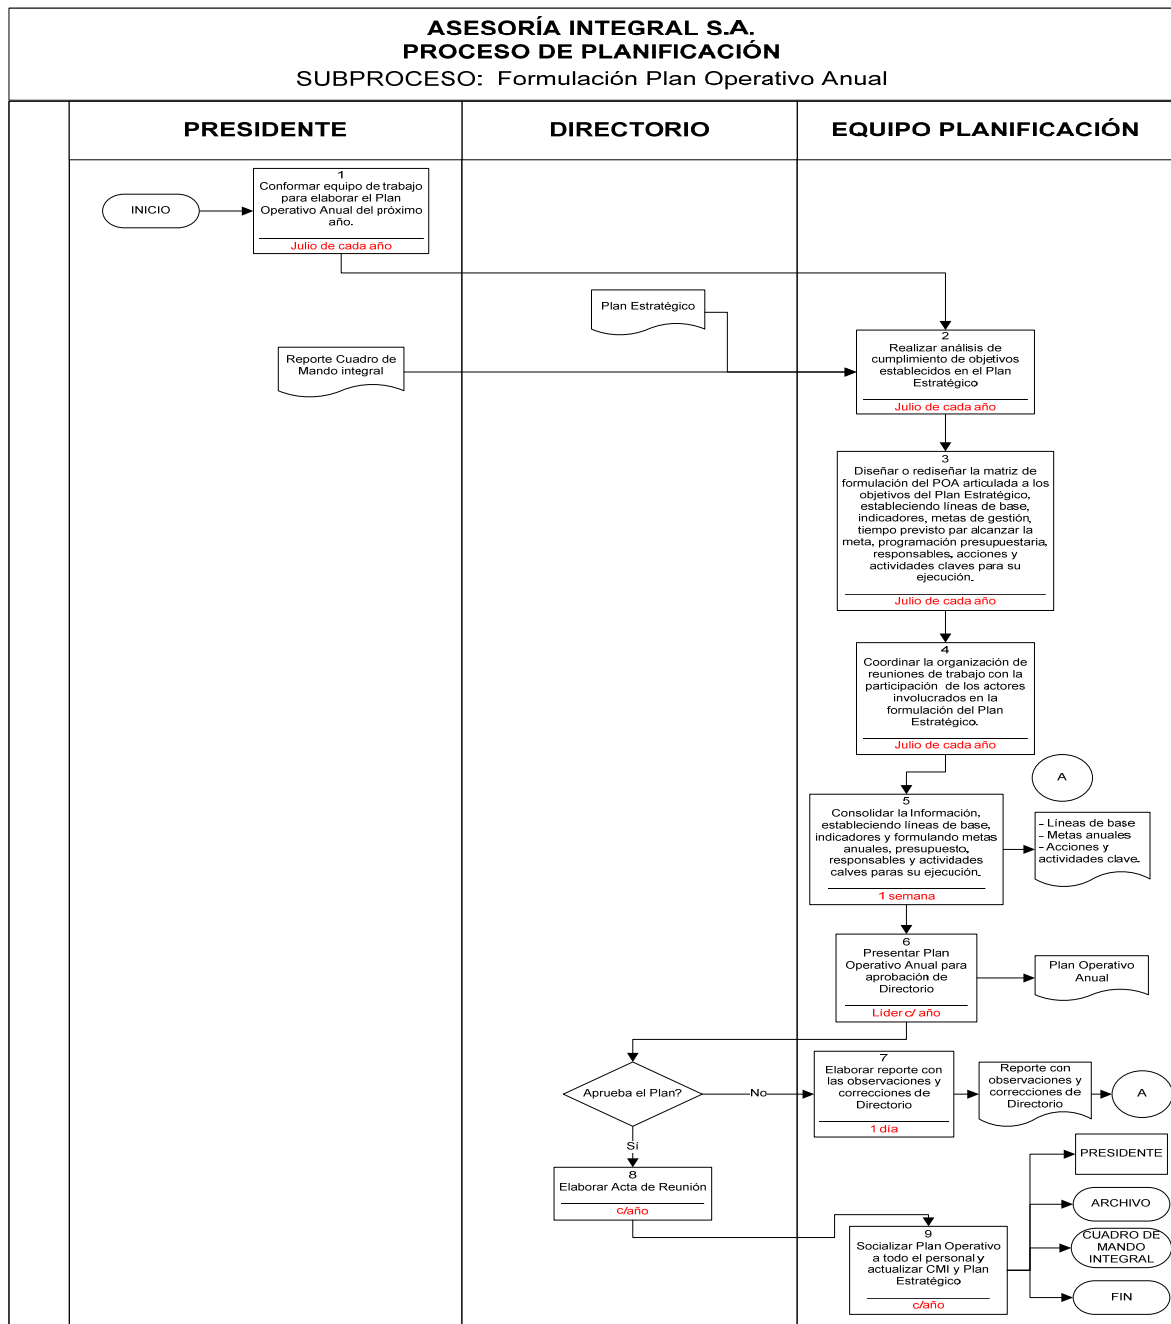 ASESORÍA INTEGRAL S.A.
PROCESO DE PLANIFICACIÓN
SUBPROCESO: Formulación Plan Operativo Anual
PRESIDENTE
DIRECTORIO
EQUIPO PLANIFICACIÓN
INICIO
1
Conformar equipo de trabajo
para elaborar el Plan
Operativo Anual del próximo
año.
Julio de cada año
Plan Estratégico
Reporte Cuadro de
Mando integral
2
Realizar análisis de
cumplimiento de objetivos
establecidos en el Plan
Estratégico
Julio de cada año
3
Diseñar o rediseñar la matriz de
formulación del POA articulada a los
objetivos del Plan Estratégico,
estableciendo líneas de base,
indicadores, metas de gestión,
tiempo previsto par alcanzar la
meta, programación presupuestaria,
responsables, acciones y
actividades claves para su
ejecución.
Julio de cada año
4
Coordinar la organización de
reuniones de trabajo con la
participación de los actores
involucrados en la
formulación del Plan
Estratégico.
Julio de cada año
A
5
Consolidar la Información,
estableciendo líneas de base,
indicadores y formulando metas
anuales, presupuesto,
responsables y actividades
calves paras su ejecución.
1 semana
- Líneas de base
- Metas anuales
- Acciones y
actividades clave.
6
Presentar Plan
Operativo Anual para
aprobación de
Directorio
Líder c/ año
Plan Operativo
Anual
Aprueba el Plan?
No
7
Elaborar reporte con
las observaciones y
correcciones de
Directorio
1 día
Reporte con
observaciones y
correcciones de
Directorio
A
Sí
8
Elaborar Acta de Reunión
c/año
9
Socializar Plan Operativo
a todo el personal y
actualizar CMI y Plan
Estratégico
c/año
PRESIDENTE
ARCHIVO
CUADRO DE
MANDO
INTEGRAL
FIN